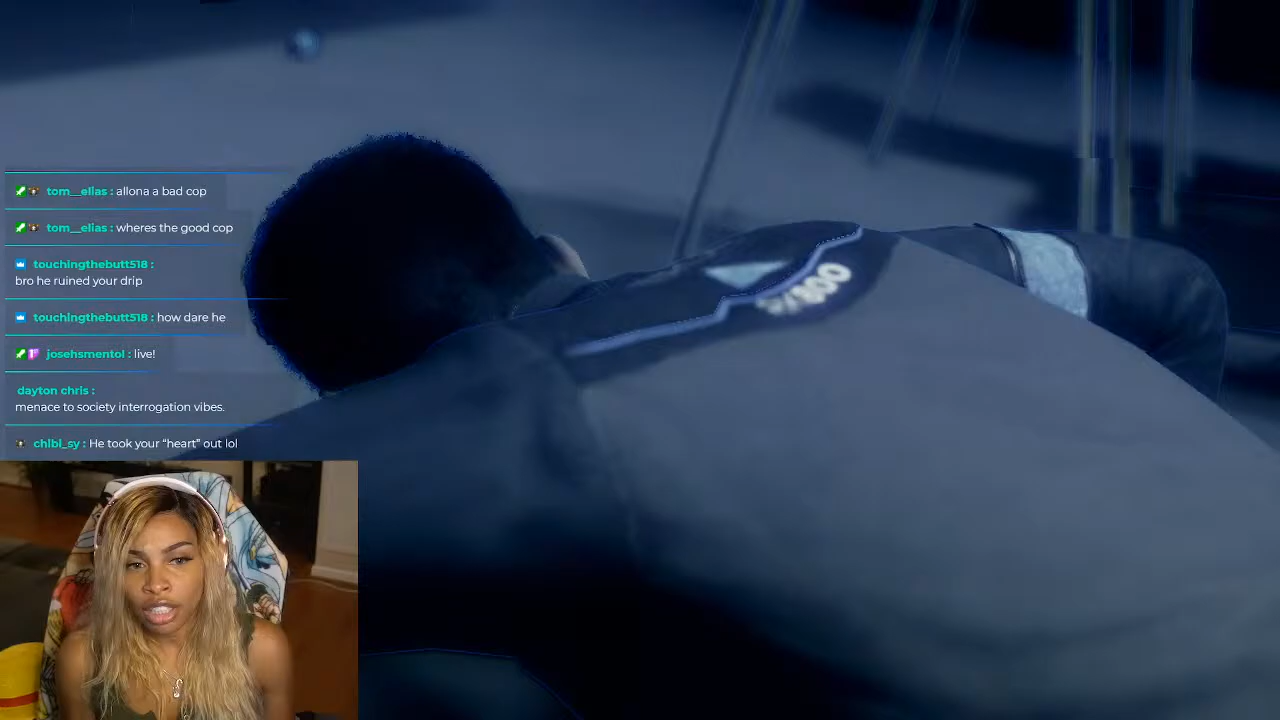 tom__elias : allona a bad cop
tom__elias : wheres the good cop
touchingthebutt518 :
bro he ruined your drip
touchingthebutt518 : how dare he
josehsmentol : live!
dayton chris :
menace to society interrogation vibes.
chlbl_sy : He took your “heart” out lol